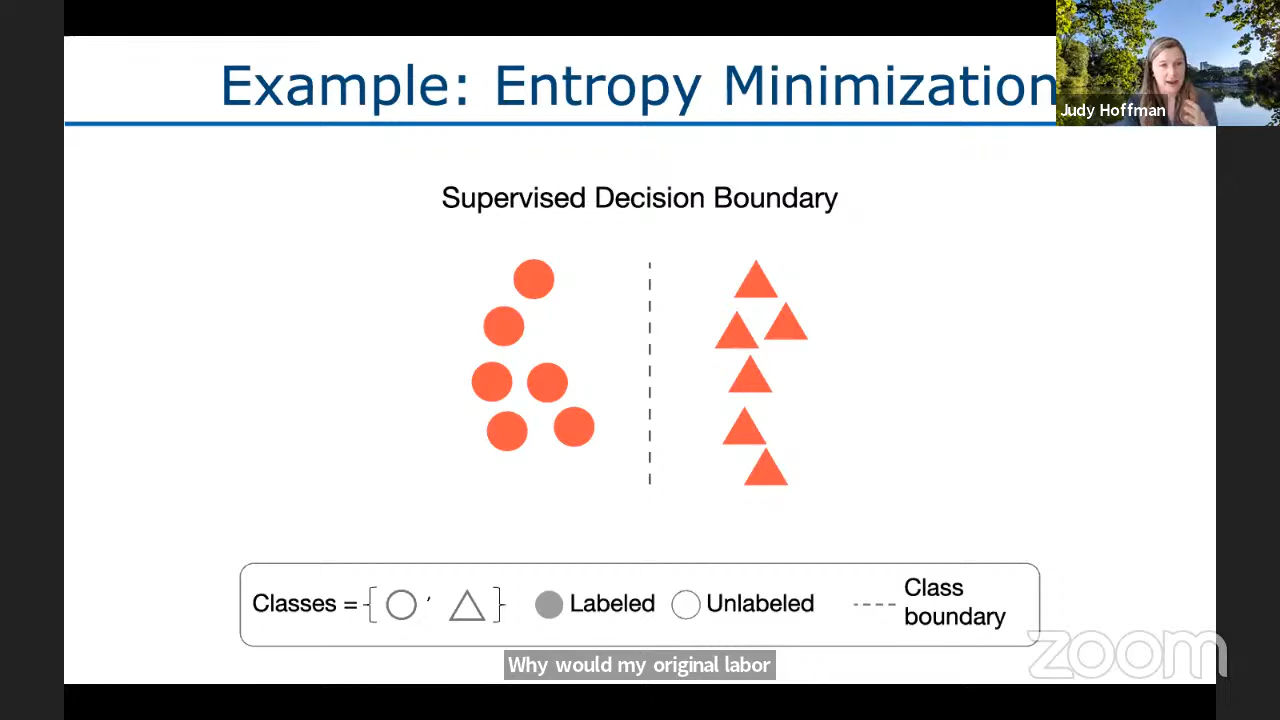 Example: Entropy Minimization
Judy Hoffman
Supervised Decision Boundary
Classes = { , }
Labeled
Unlabeled
Class
boundary
Why would my original labor
zoom